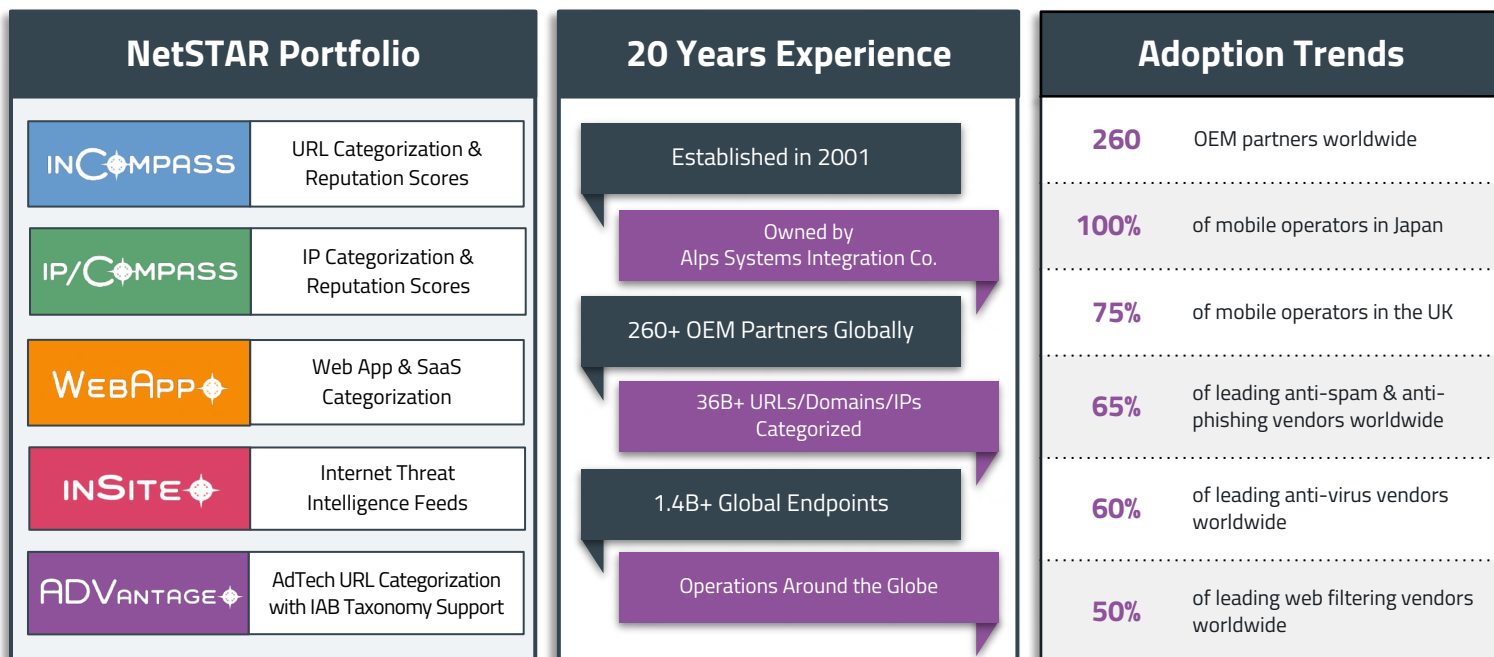 NetSTAR Portfolio
INCOMPASS
URL Categorization &
Reputation Scores
IP/COMPASS
IP Categorization &
Reputation Scores
WEBAPP
Web App & SaaS
Categorization
INSITE
Internet Threat
Intelligence Feeds
ADVANTAGE
AdTech URL Categorization
with IAB Taxonomy Support
20 Years Experience
Established in 2001
Owned by
Alps Systems Integration Co.
260+ OEM Partners Globally
36B+ URLs/Domains/IPs
Categorized
1.4B+ Global Endpoints
Operations Around the Globe
Adoption Trends
260 OEM partners worldwide
100% of mobile operators in Japan
75% of mobile operators in the UK
65% of leading anti-spam & anti-
phishing vendors worldwide
60% of leading anti-virus vendors
worldwide
50% of leading web filtering vendors
worldwide